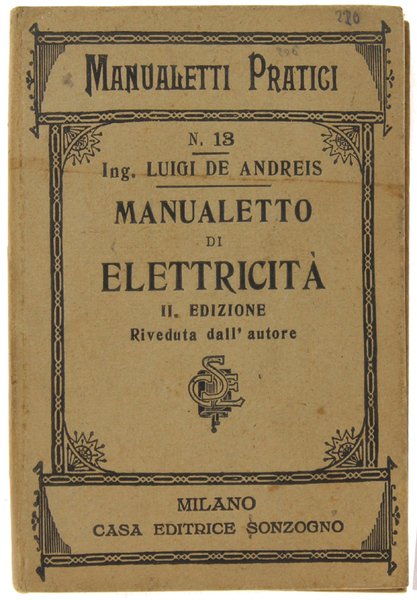 220
MANUALETTI PRATICI
N. 13
Ing. LUIGI DE ANDREIS
MANUALETTO
DI
ELETTRICITÀ
II. EDIZIONE
Riveduta dall'autore
MILANO
CASA EDITRICE SONZOGNO